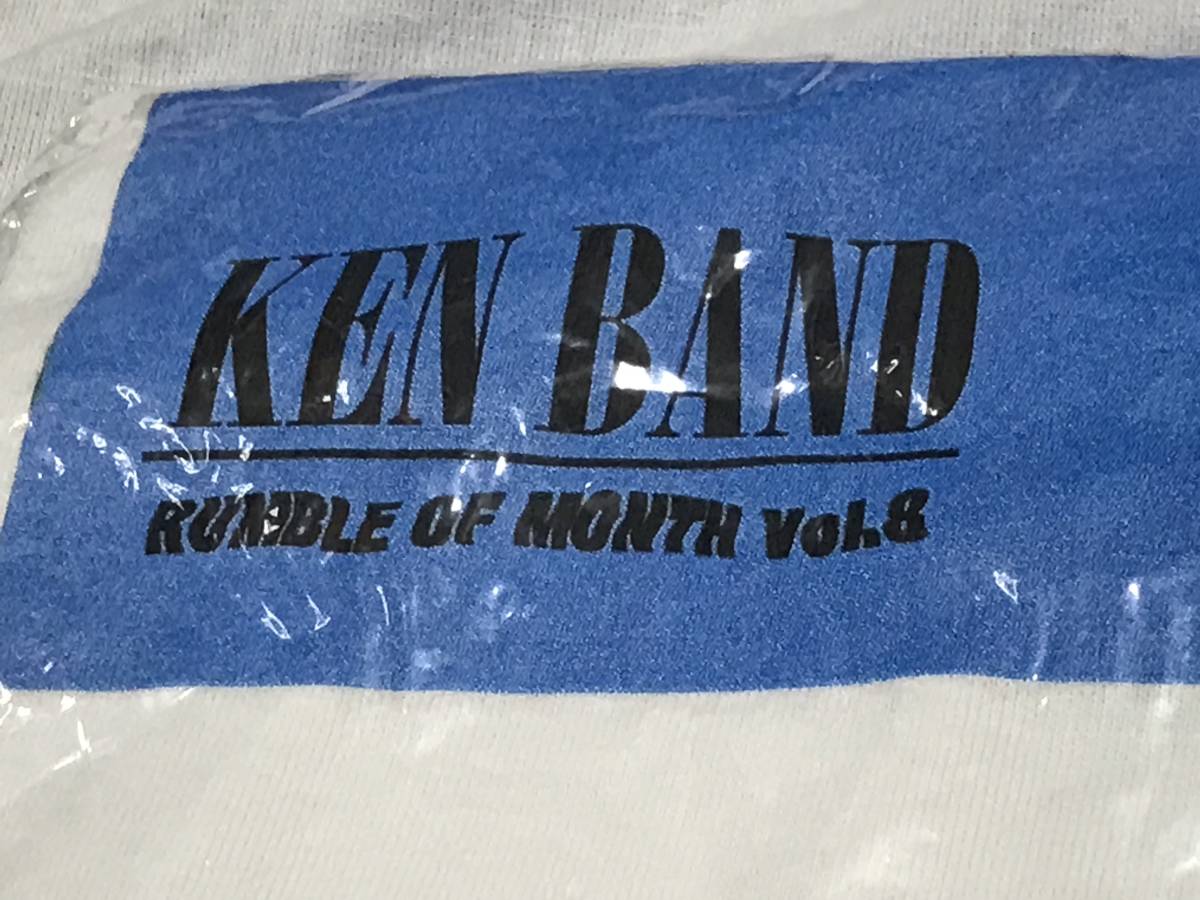 KEN BAND
RUMBLE OF MONTH Vol.8